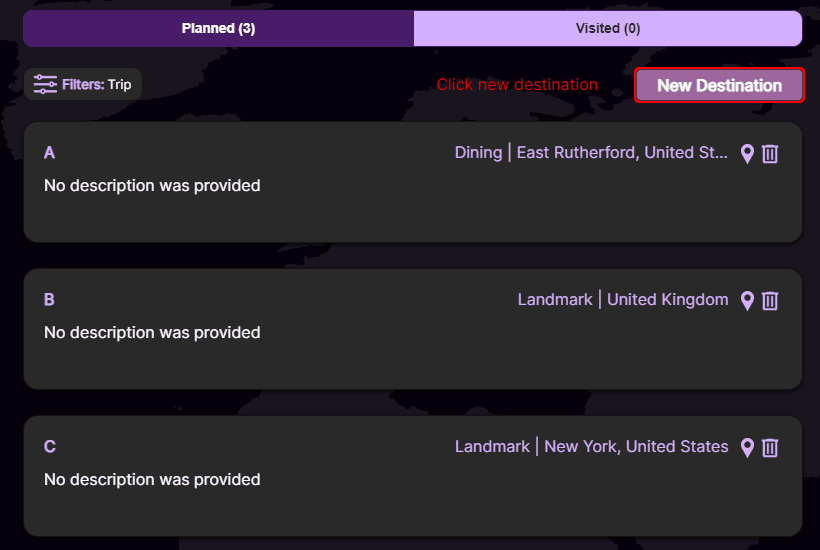 Planned (3)
Visited (0)
Filters: Trip
Click new destination
New Destination
A
Dining | East Rutherford, United St...
No description was provided
B
Landmark | United Kingdom
No description was provided
C
Landmark | New York, United States
No description was provided